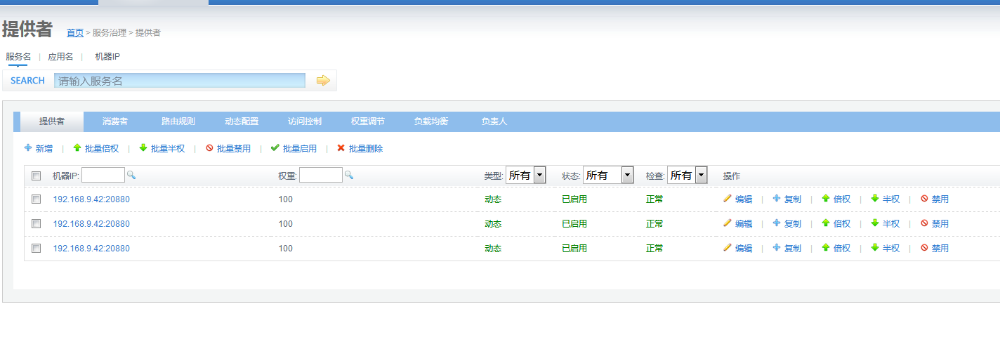 提供者 首页 > 服务治理 > 提供者
服务名 | 应用名 | 机器IP
SEARCH 请输入服务名
提供者 消费者 路由规则 动态配置 访问控制 权重调节 负载均衡 负责人
新增 | 批量倍权 | 批量半权 | 批量禁用 | 批量启用 | 批量删除
机器IP: 权重: 类型: 所有 状态: 所有 检查: 所有 操作
192.168.9.42:20880 100 动态 已启用 正常 编辑 | 复制 | 倍权 | 半权 | 禁用
192.168.9.42:20880 100 动态 已启用 正常 编辑 | 复制 | 倍权 | 半权 | 禁用
192.168.9.42:20880 100 动态 已启用 正常 编辑 | 复制 | 倍权 | 半权 | 禁用